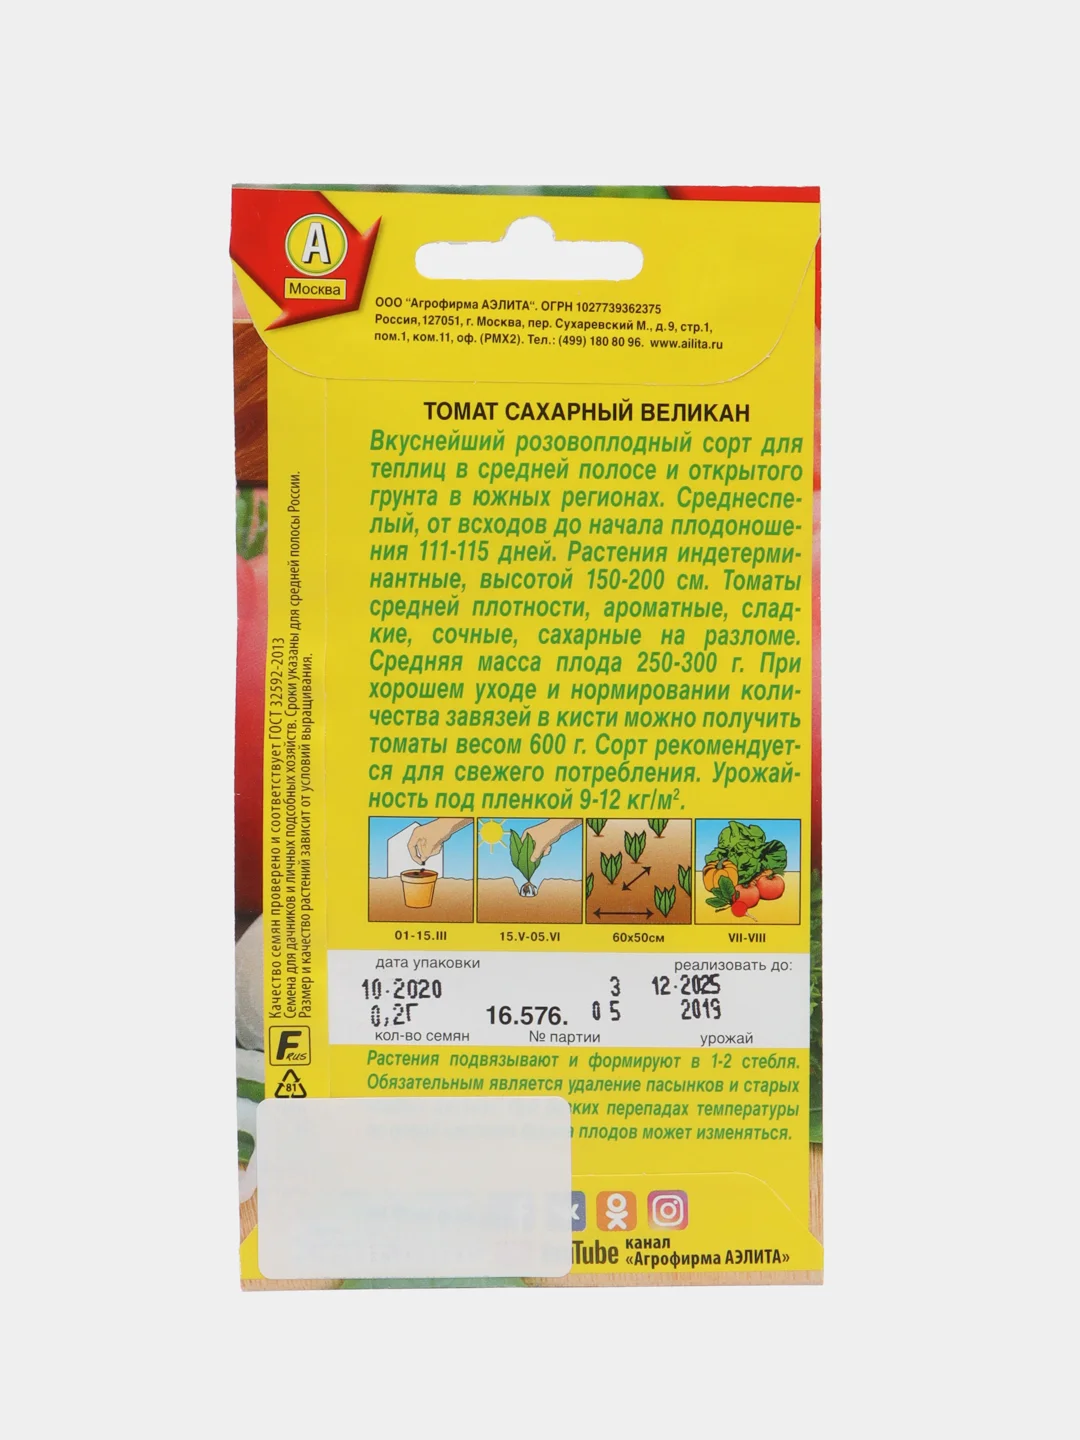 А
Москва
ООО "Агрофирма АЭЛИТА". ОГРН 1027739362375
Россия,127051, г. Москва, пер. Сухаревский М., д.9, стр.1,
пом.1, ком.11, оф. (РМХ2). Тел.: (499) 180 80 96. www.ailita.ru
ТОМАТ САХАРНЫЙ ВЕЛИКАН
Вкуснейший розовоплодный сорт для
теплиц в средней полосе и открытого
грунта в южных регионах. Среднеспе-
лый, от всходов до начала плодоноше-
ния 111-115 дней. Растения индетерми-
нантные, высотой 150-200 см. Томаты
средней плотности, ароматные, слад-
кие, сочные, сахарные на разломе.
Средняя масса плода 250-300 г. При
хорошем уходе и нормировании коли-
чества завязей в кисти можно получить
томаты весом 600 г. Сорт рекомендует-
ся для свежего потребления. Урожай-
ность под пленкой 9-12 кг/м².
01-15.III
15.V-05.VI
60х50см
VII-VIII
дата упаковки
реализовать до:
10·2020
3
12·2025
0,2Г
16.576.
05
2019
кол-во семян
№ партии
урожай
Растения подвязывают и формируют в 1-2 стебля.
Обязательным является удаление пасынков и старых
ких перепадах температуры
плодов может изменяться.
Tube
канал
«Агрофирма АЭЛИТА»
Качество семян проверено и соответствует ГОСТ 32592-2013
Семена для дачников и личных подсобных хозяйств. Сроки указаны для средней полосы России.
Размер и качество растений зависит от условий выращивания.
F RUS
81